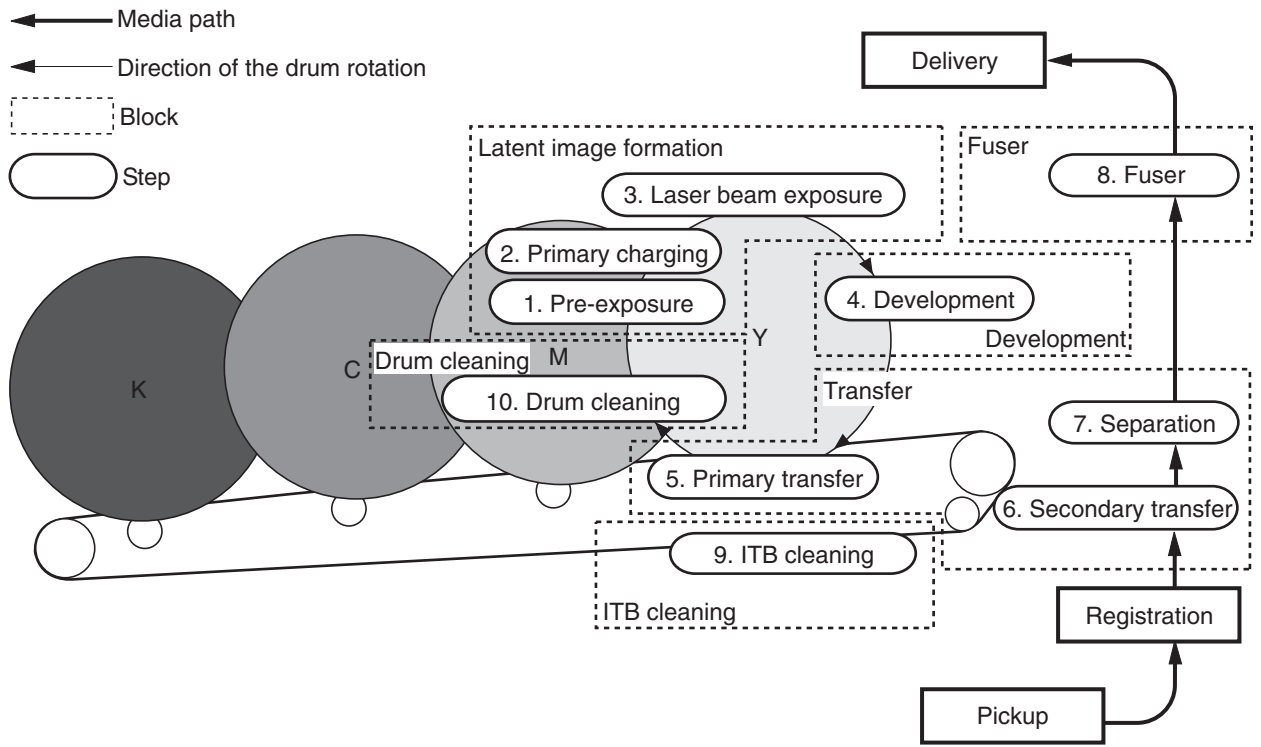 Media path
Direction of the drum rotation
Block
Step
Delivery
Latent image formation
Fuser
3. Laser beam exposure
8. Fuser
2. Primary charging
1. Pre-exposure
4. Development
Development
Y
Drum cleaning
M
C
K
10. Drum cleaning
Transfer
7. Separation
5. Primary transfer
6. Secondary transfer
9. ITB cleaning
ITB cleaning
Registration
Pickup